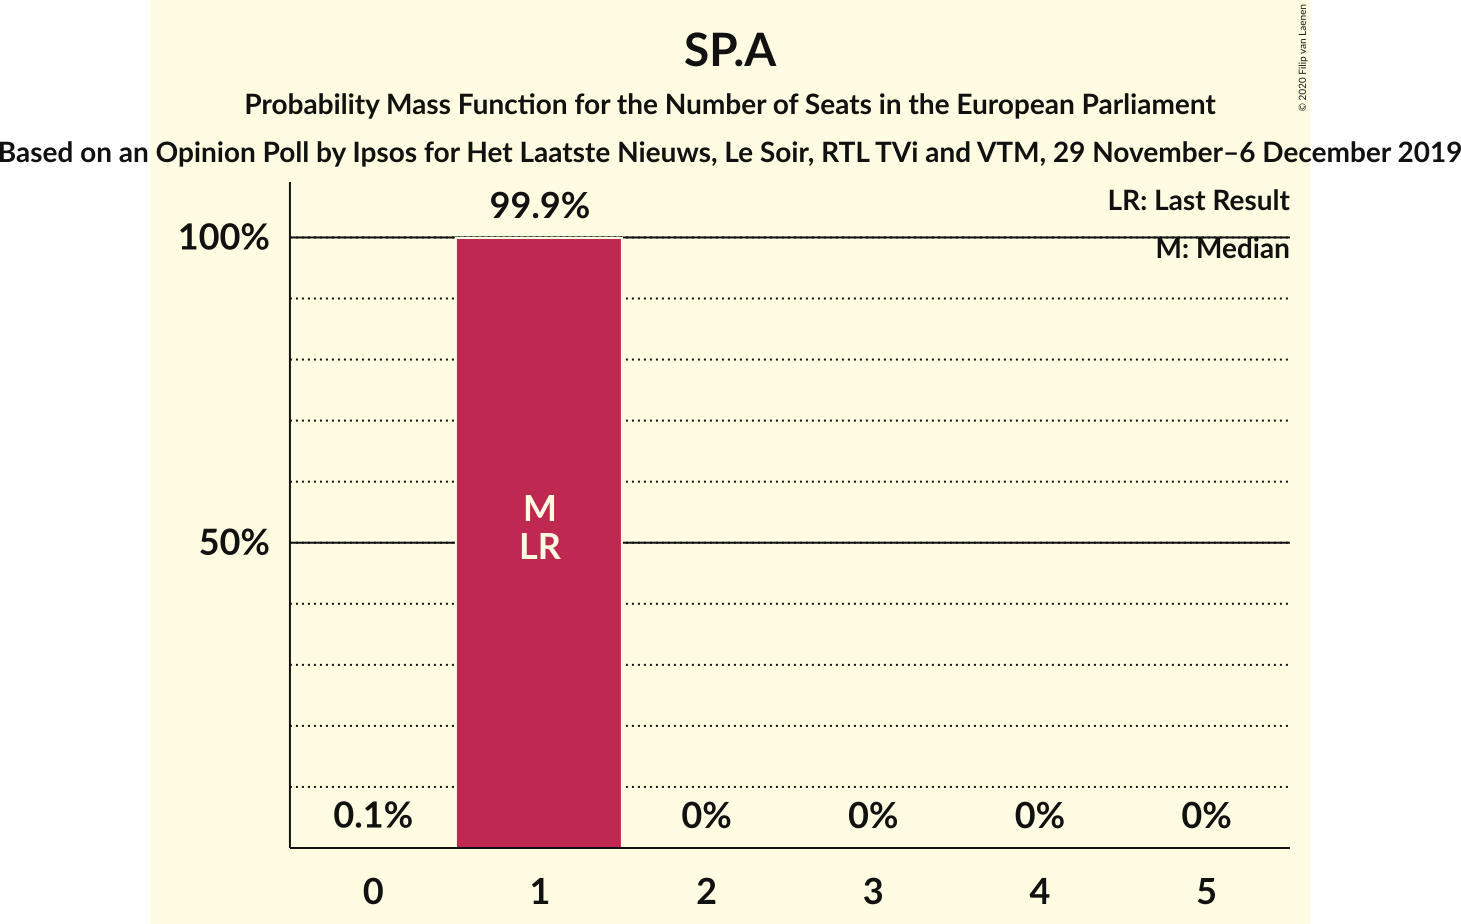 SP.A
Probability Mass Function for the Number of Seats in the European Parliament
Based on an Opinion Poll by Ipsos for Het Laatste Nieuws, Le Soir, RTL TVi and VTM, 29 November–6 December 2019
© 2020 Filip van Laenen
LR: Last Result
M: Median
99.9%
100%
M
50%
LR
0.1% 0% 0% 0% 0%
0 1 2 3 4 5